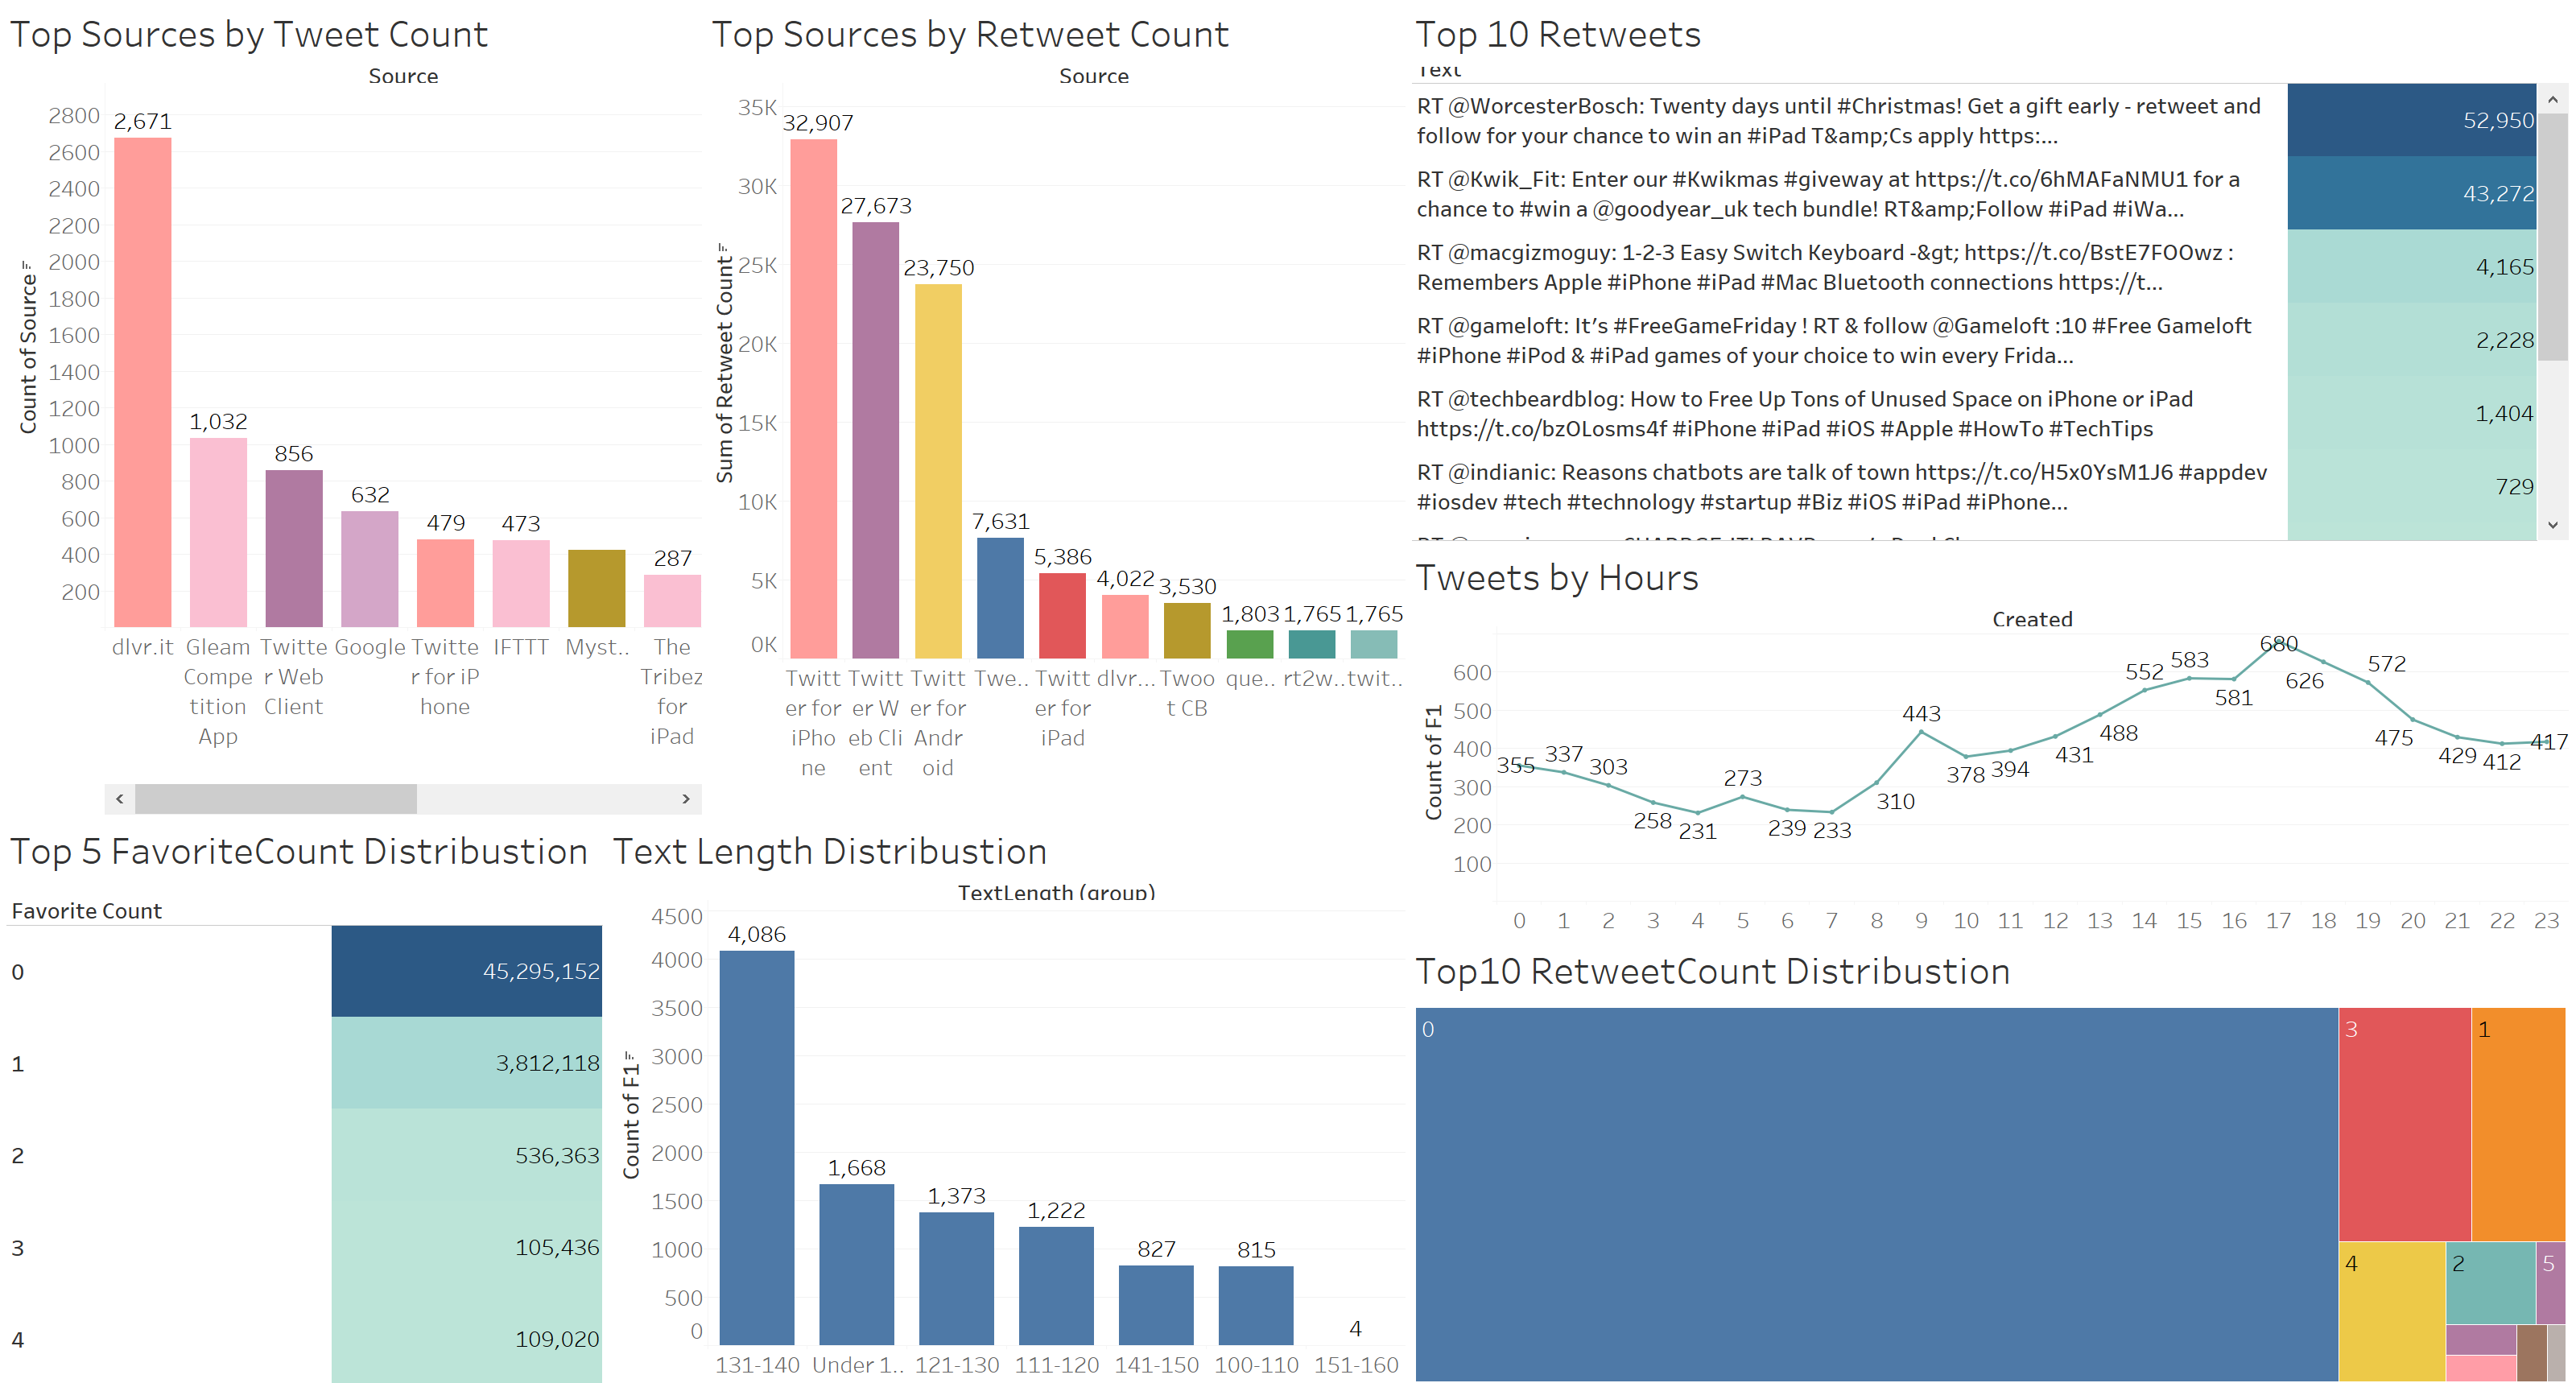 Top Sources by Tweet Count
Source
Count of Source
2800
2600
2400
2200
2000
1800
1600
1400
1200
1000
800
600
400
200
2,671
1,032
856
632
479
473
287
dlvr.it
Gleam
Compe
tition
App
Twitte
r Web
Client
Google
Twitte
r for iP
hone
IFTTT
Myst..
The
Tribez
for
iPad
Top Sources by Retweet Count
Source
Sum of Retweet Count
35K
30K
25K
20K
15K
10K
5K
0K
32,907
27,673
23,750
7,631
5,386
4,022
3,530
1,803
1,765
1,765
Twitt
er for
iPho
ne
Twitt
er W
eb Cli
ent
Twitt
er for
Andr
oid
Twe..
Twitt
er for
iPad
dlvr...
Twoo
t CB
que..
rt2w..
twit..
Top 10 Retweets
Text
RT @WorcesterBosch: Twenty days until #Christmas! Get a gift early - retweet and
follow for your chance to win an #iPad T&amp;Cs apply https:...
52,950
RT @Kwik_Fit: Enter our #Kwikmas #giveway at https://t.co/6hMAFaNMU1 for a
chance to #win a @goodyear_uk tech bundle! RT&amp;Follow #iPad #iWa...
43,272
RT @macgizmoguy: 1-2-3 Easy Switch Keyboard -&gt; https://t.co/BstE7FOOwz :
Remembers Apple #iPhone #iPad #Mac Bluetooth connections https://t...
4,165
RT @gameloft: It’s #FreeGameFriday ! RT & follow @Gameloft :10 #Free Gameloft
#iPhone #iPod & #iPad games of your choice to win every Frida...
2,228
RT @techbeardblog: How to Free Up Tons of Unused Space on iPhone or iPad
https://t.co/bzOLosms4f #iPhone #iPad #iOS #Apple #HowTo #TechTips
1,404
RT @indianic: Reasons chatbots are talk of town https://t.co/H5x0YsM1J6 #appdev
#iosdev #tech #technology #startup #Biz #iOS #iPad #iPhone...
729
Tweets by Hours
Created
Count of F1
600
500
400
300
200
100
355
337
303
258
231
273
239
233
310
443
378
394
431
488
552
583
581
680
626
572
475
429
412
417
0 1 2 3 4 5 6 7 8 9 10 11 12 13 14 15 16 17 18 19 20 21 22 23
Top 5 FavoriteCount Distribustion
Favorite Count
0 45,295,152
1 3,812,118
2 536,363
3 105,436
4 109,020
Text Length Distribustion
TextLength (group)
Count of F1
4500
4000
3500
3000
2500
2000
1500
1000
500
0
4,086
1,668
1,373
1,222
827
815
4
131-140 Under 1.. 121-130 111-120 141-150 100-110 151-160
Top10 RetweetCount Distribustion
0
3
1
4
2
5